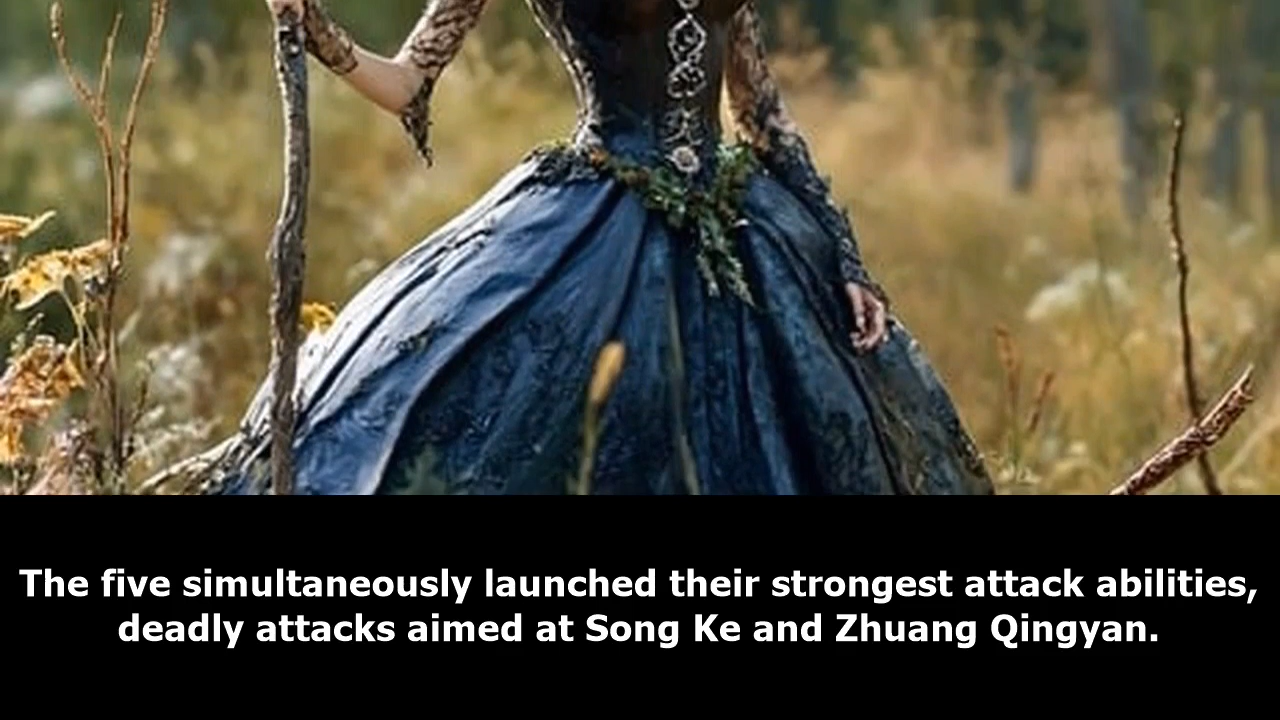 The five simultaneously launched their strongest attack abilities,
deadly attacks aimed at Song Ke and Zhuang Qingyan.